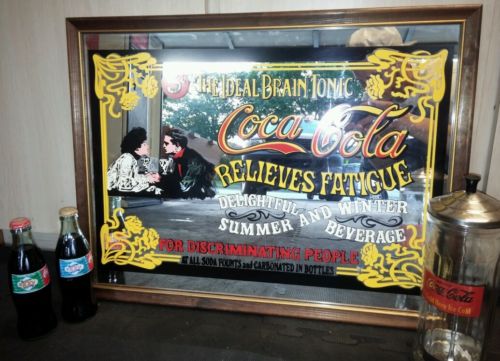 5¢ THE IDEAL BRAIN TONIC
Coca-Cola
RELIEVES FATIGUE
DELIGHTFUL
SUMMER AND WINTER
BEVERAGE
FOR DISCRIMINATING PEOPLE
AT ALL SODA FOUNTS and CARBONATED IN BOTTLES
Coca-Cola